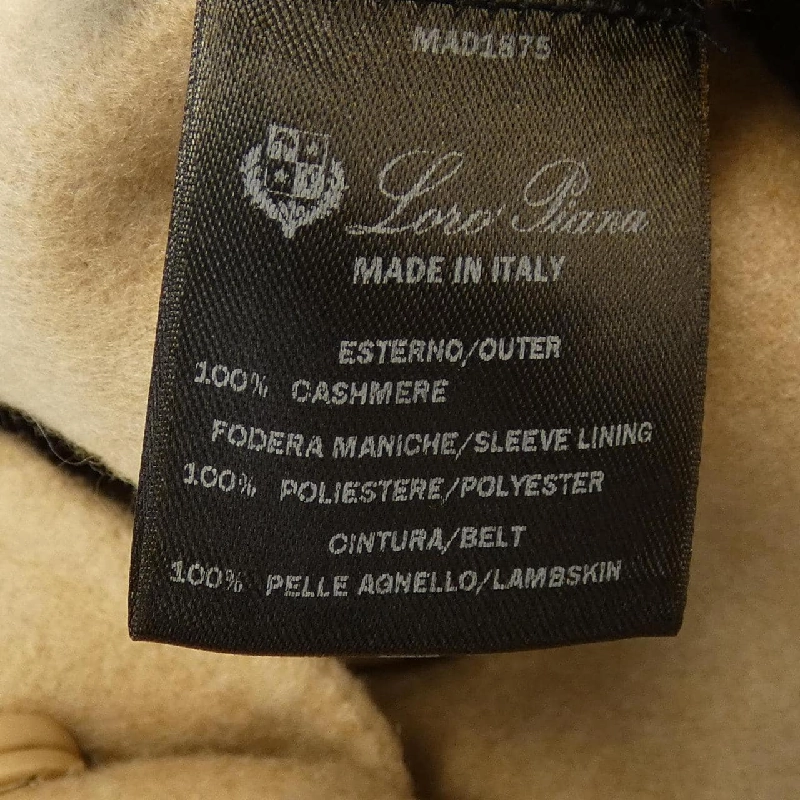 MAD1875
Loro Piana
MADE IN ITALY
ESTERNO/OUTER
100% CASHMERE
FODERA MANICHE/SLEEVE LINING
100% POLIESTERE/POLYESTER
CINTURA/BELT
100% PELLE AGNELLO/LAMBSKIN